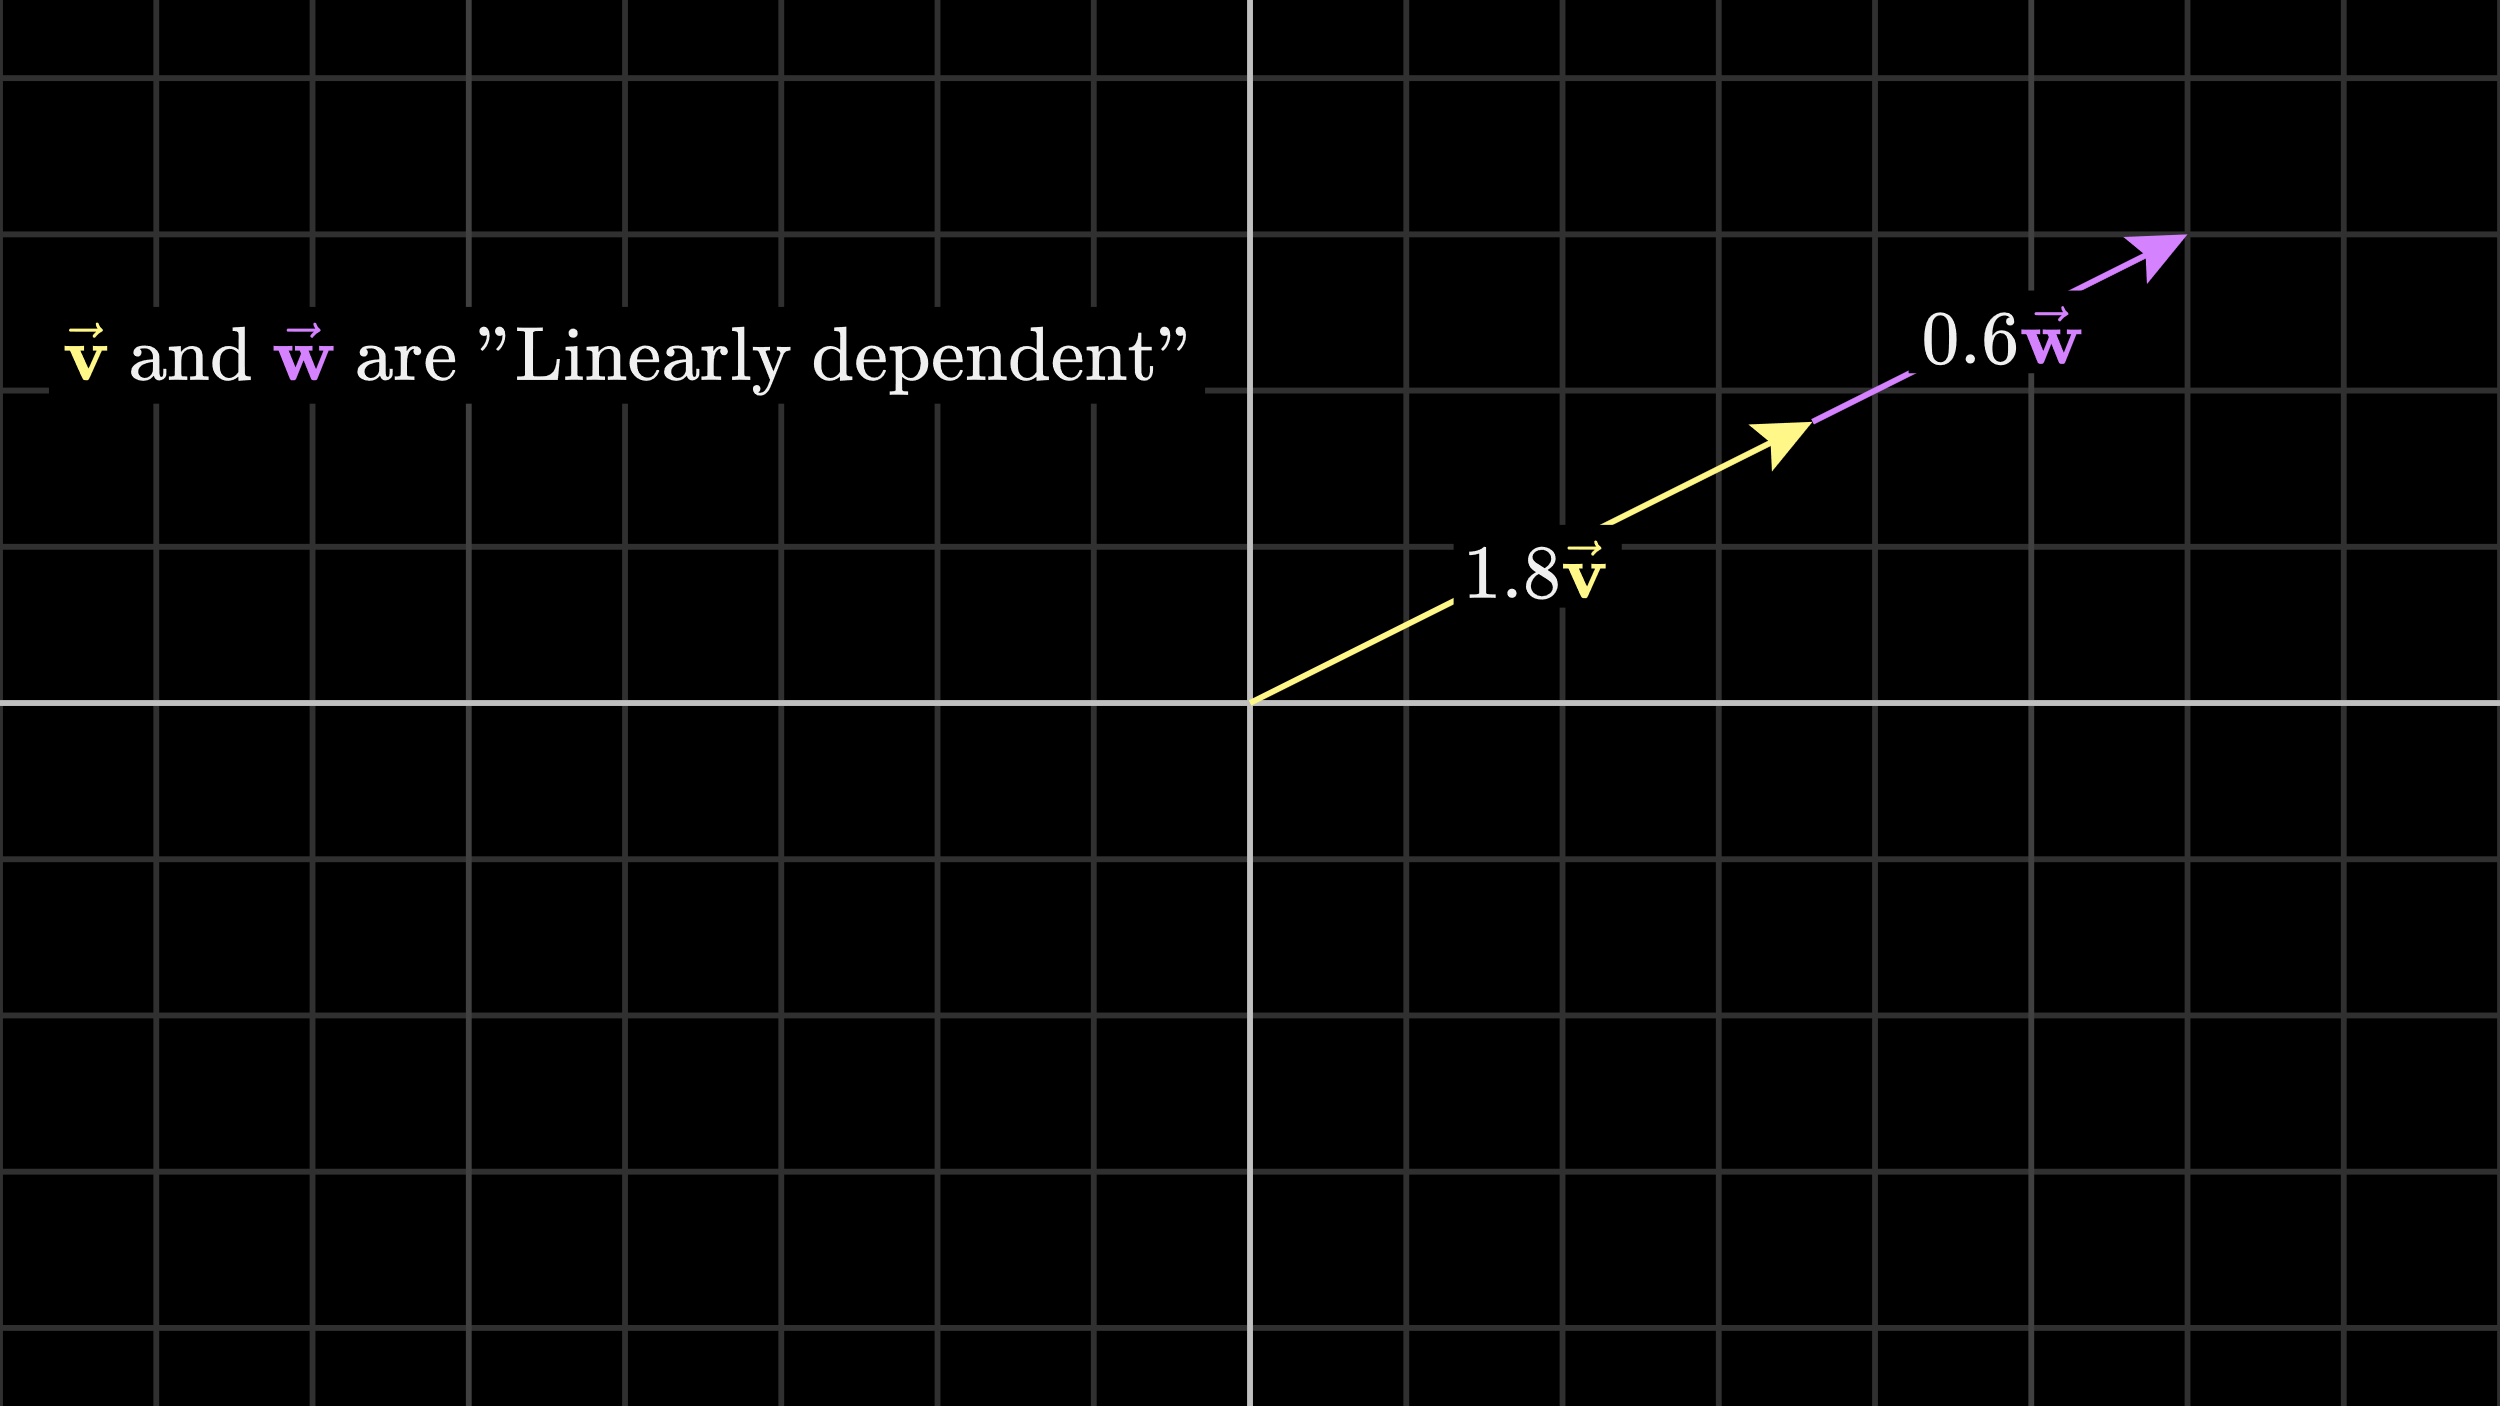 0.6w⃗
v⃗ and w⃗ are ”Linearly dependent”
1.8v⃗